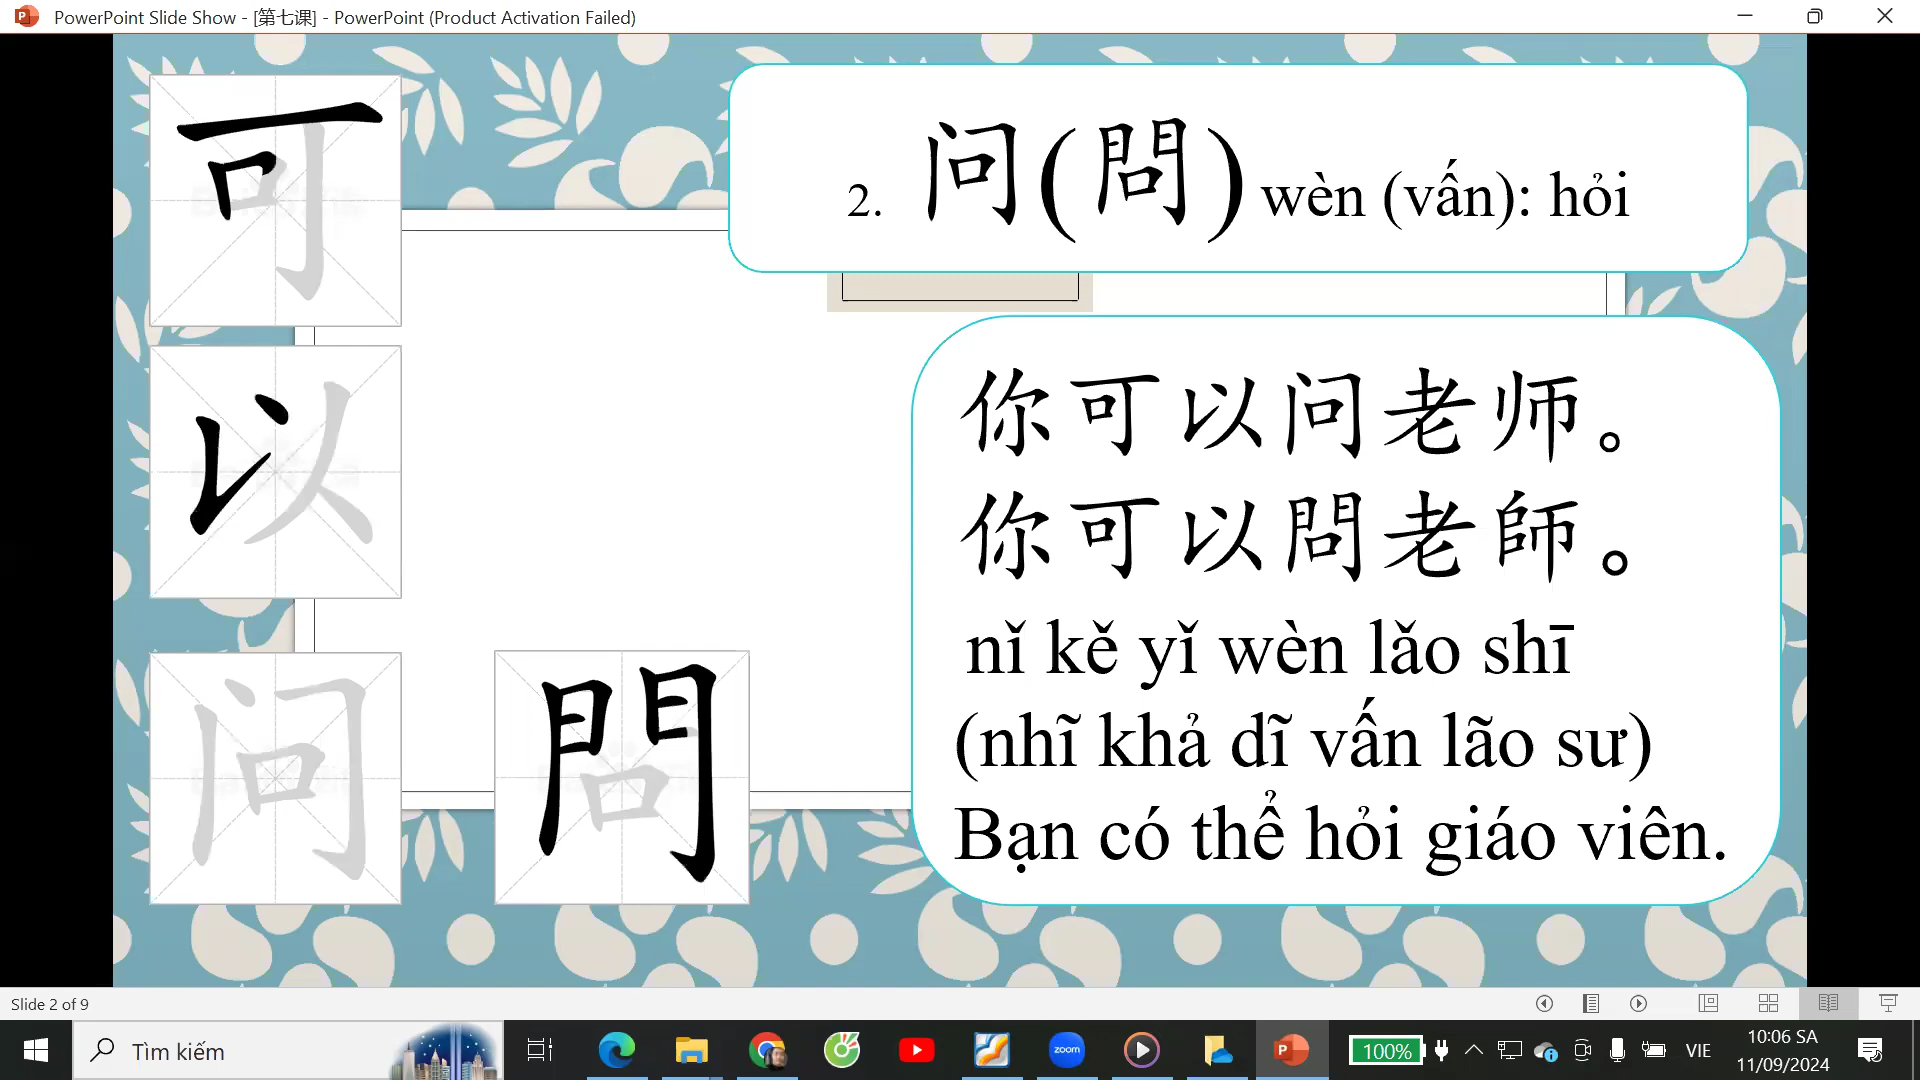 PowerPoint Slide Show - [第七课] - PowerPoint (Product Activation Failed)
可
2. 问(問) wèn (vấn): hỏi
以
你可以问老师。
你可以問老師。
nǐ kě yǐ wèn lǎo shī
(nhĩ khả dĩ vấn lão sư)
Bạn có thể hỏi giáo viên.
问
問
Slide 2 of 9
Tìm kiếm
zoom
100%
VIE
10:06 SA
11/09/2024